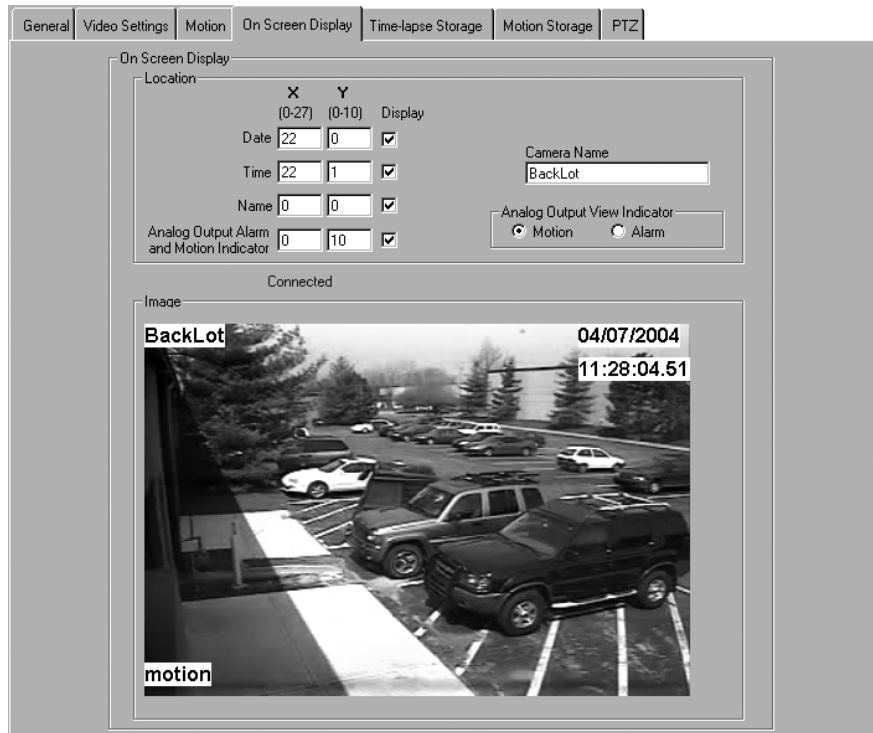 General Video Settings Motion On Screen Display Time-lapse Storage Motion Storage PTZ
On Screen Display
Location
X Y
(0-27) (0-10) Display
Date 22 0
Time 22 1
Name 0 0
Analog Output Alarm
and Motion Indicator 0 10
Camera Name
BackLot
Analog Output View Indicator
Motion Alarm
Connected
Image
BackLot 04/07/2004
11:28:04.51
motion